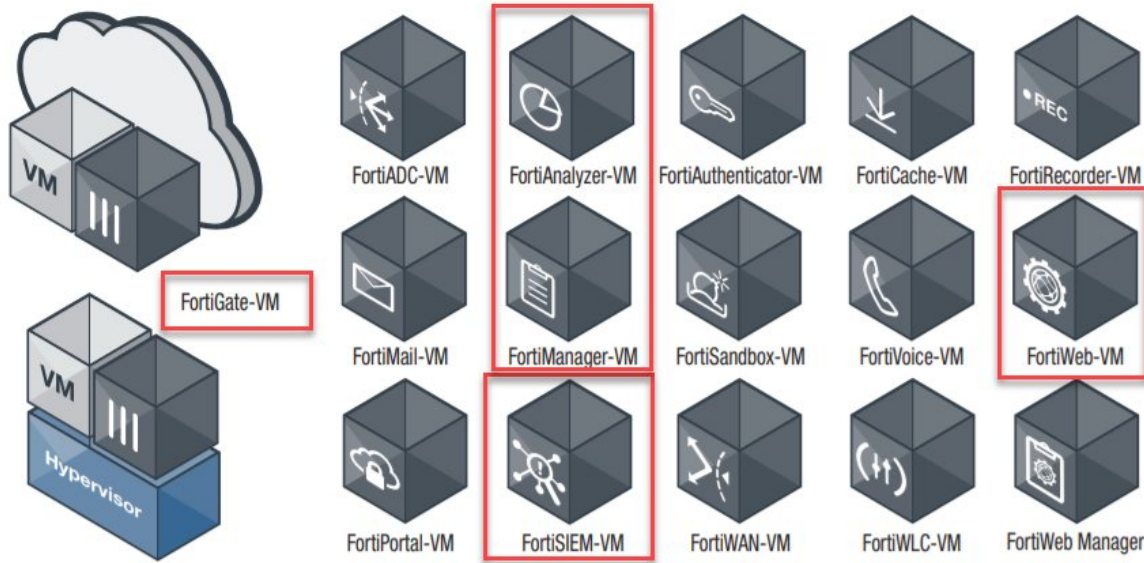 VM
FortiGate-VM
VM
Hypervisor
REC
FortiADC-VM
FortiAnalyzer-VM
FortiAuthenticator-VM
FortiCache-VM
FortiRecorder-VM
FortiMail-VM
FortiManager-VM
FortiSandbox-VM
FortiVoice-VM
FortiWeb-VM
FortiPortal-VM
FortiSIEM-VM
FortiWAN-VM
FortiWLC-VM
FortiWeb Manager